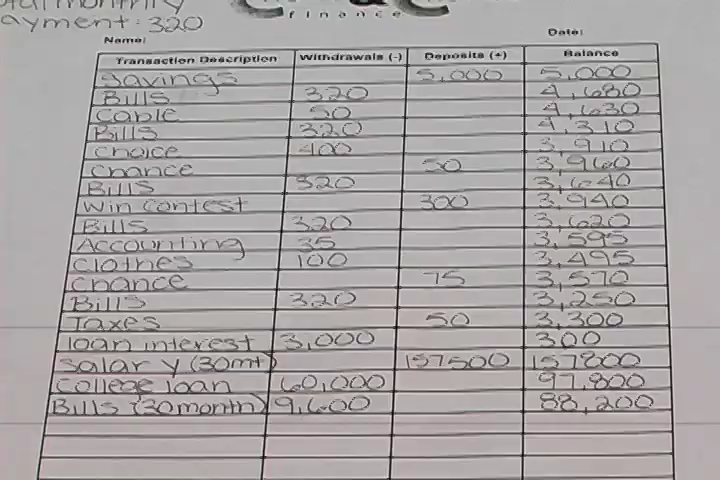 ayment: 320
finance
Name: Date:
Transaction Description Withdrawals (-) Deposits (+) Balance
Savings 5,000 5,000
Bills 320 4,680
Cable 50 4,630
Bills 320 4,310
Choice 400 3,910
Chance 50 3,960
Bills 320 3,640
Win contest 300 3,940
Bills 320 3,620
Accounting 35 3,595
Clothes 100 3,495
Chance 75 3,570
Bills 320 3,250
Taxes 50 3,300
loan interest 3,000 300
Salary (30mt) 157500 157800
College loan 60,000 97,800
Bills (30month) 9,600 88,200